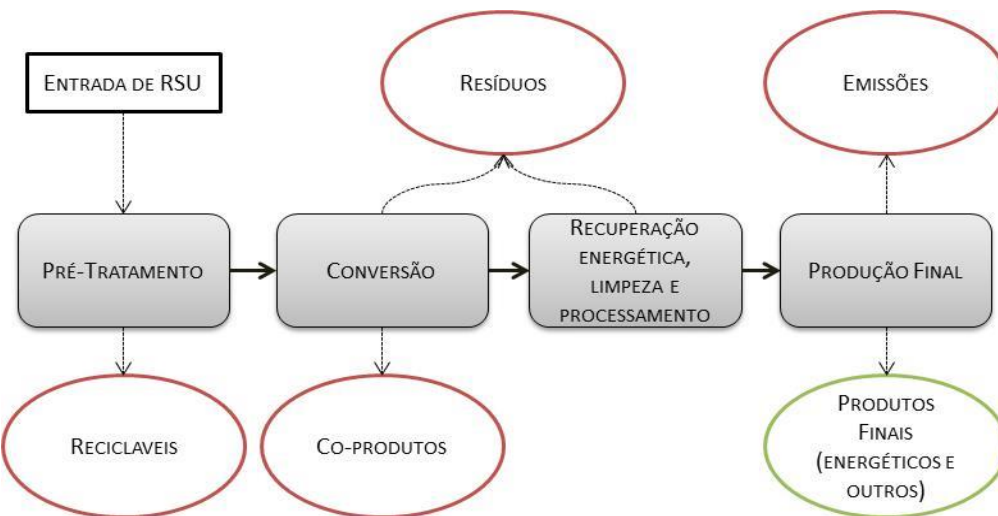 ENTRADA DE RSU
RESÍDUOS
EMISSÕES
PRÉ-TRATAMENTO
CONVERSÃO
RECUPERAÇÃO
ENERGÉTICA,
LIMPEZA E
PROCESSAMENTO
PRODUÇÃO FINAL
RECICLAVEIS
CO-PRODUTOS
PRODUTOS
FINAIS
(ENERGÉTICOS E
OUTROS)